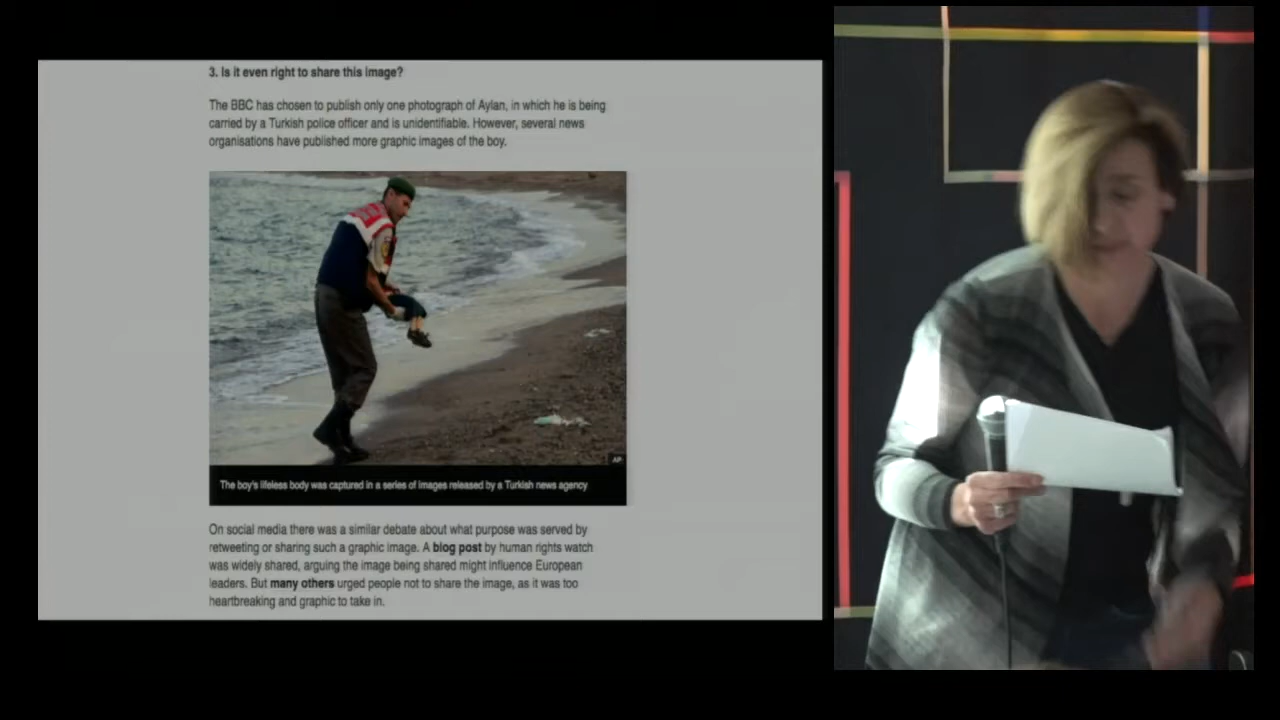 3. Is it even right to share this image?
The BBC has chosen to publish only one photograph of Aylan, in which he is being
carried by a Turkish police officer and is unidentifiable. However, several news
organisations have published more graphic images of the boy.
AP
The boy's lifeless body was captured in a series of images released by a Turkish news agency
On social media there was a similar debate about what purpose was served by
retweeting or sharing such a graphic image. A blog post by human rights watch
was widely shared, arguing the image being shared might influence European
leaders. But many others urged people not to share the image, as it was too
heartbreaking and graphic to take in.